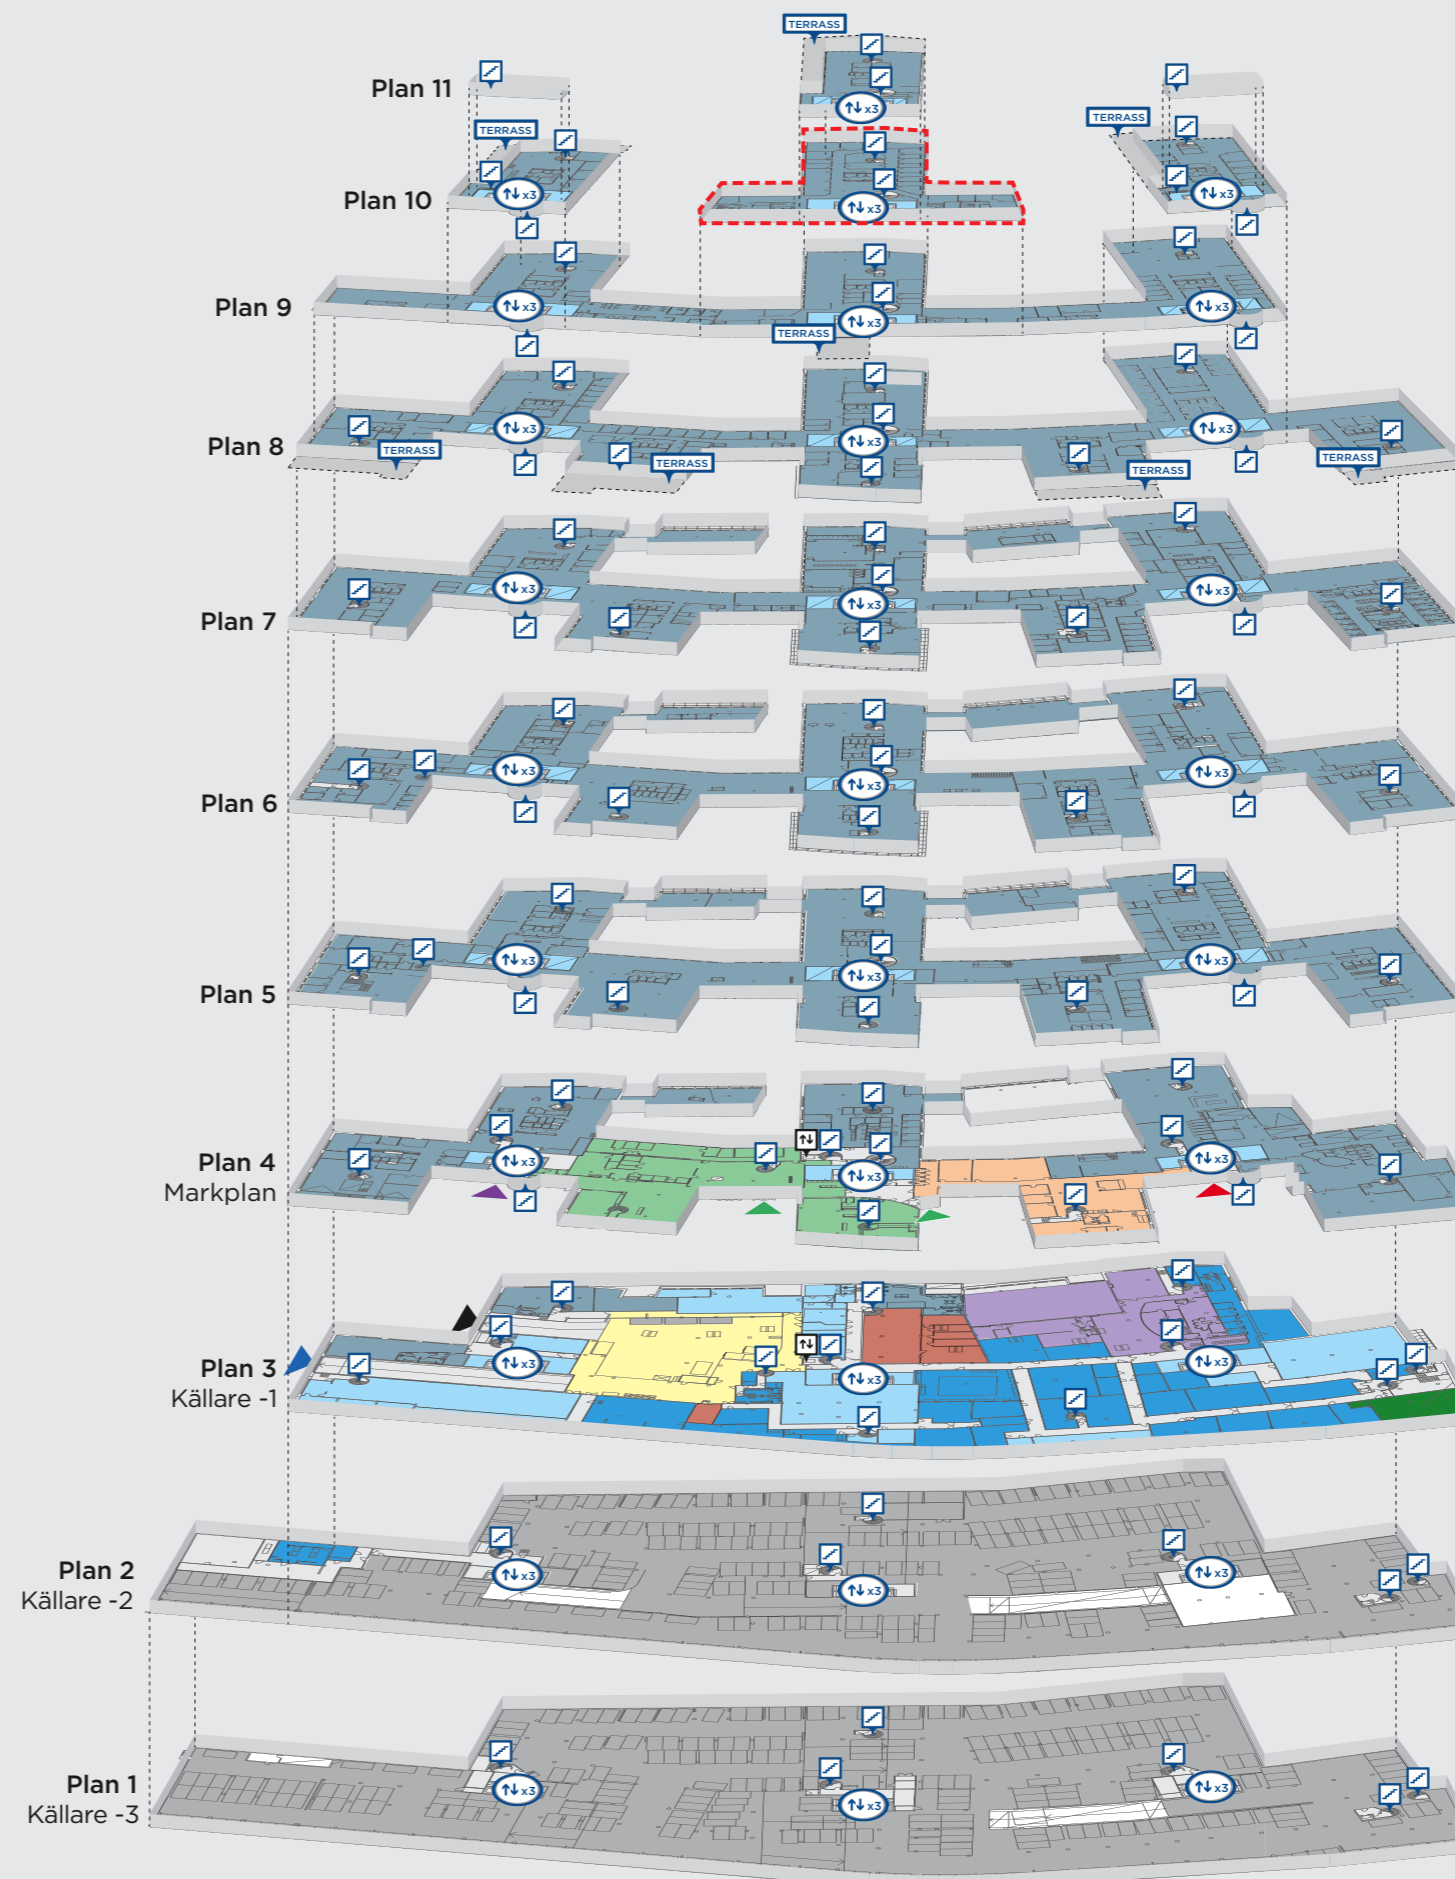 TERRASS
Plan 11
x3
TERRASS
TERRASS
Plan 10
x3
x3
x3
Plan 9
x3
x3
x3
TERRASS
Plan 8
x3
x3
x3
TERRASS
TERRASS
TERRASS
TERRASS
Plan 7
x3
x3
x3
Plan 6
x3
x3
x3
Plan 5
x3
x3
x3
Plan 4
Markplan
x3
x3
x3
Plan 3
Källare -1
x3
x3
x3
Plan 2
Källare -2
x3
x3
x3
Plan 1
Källare -3
x3
x3
x3